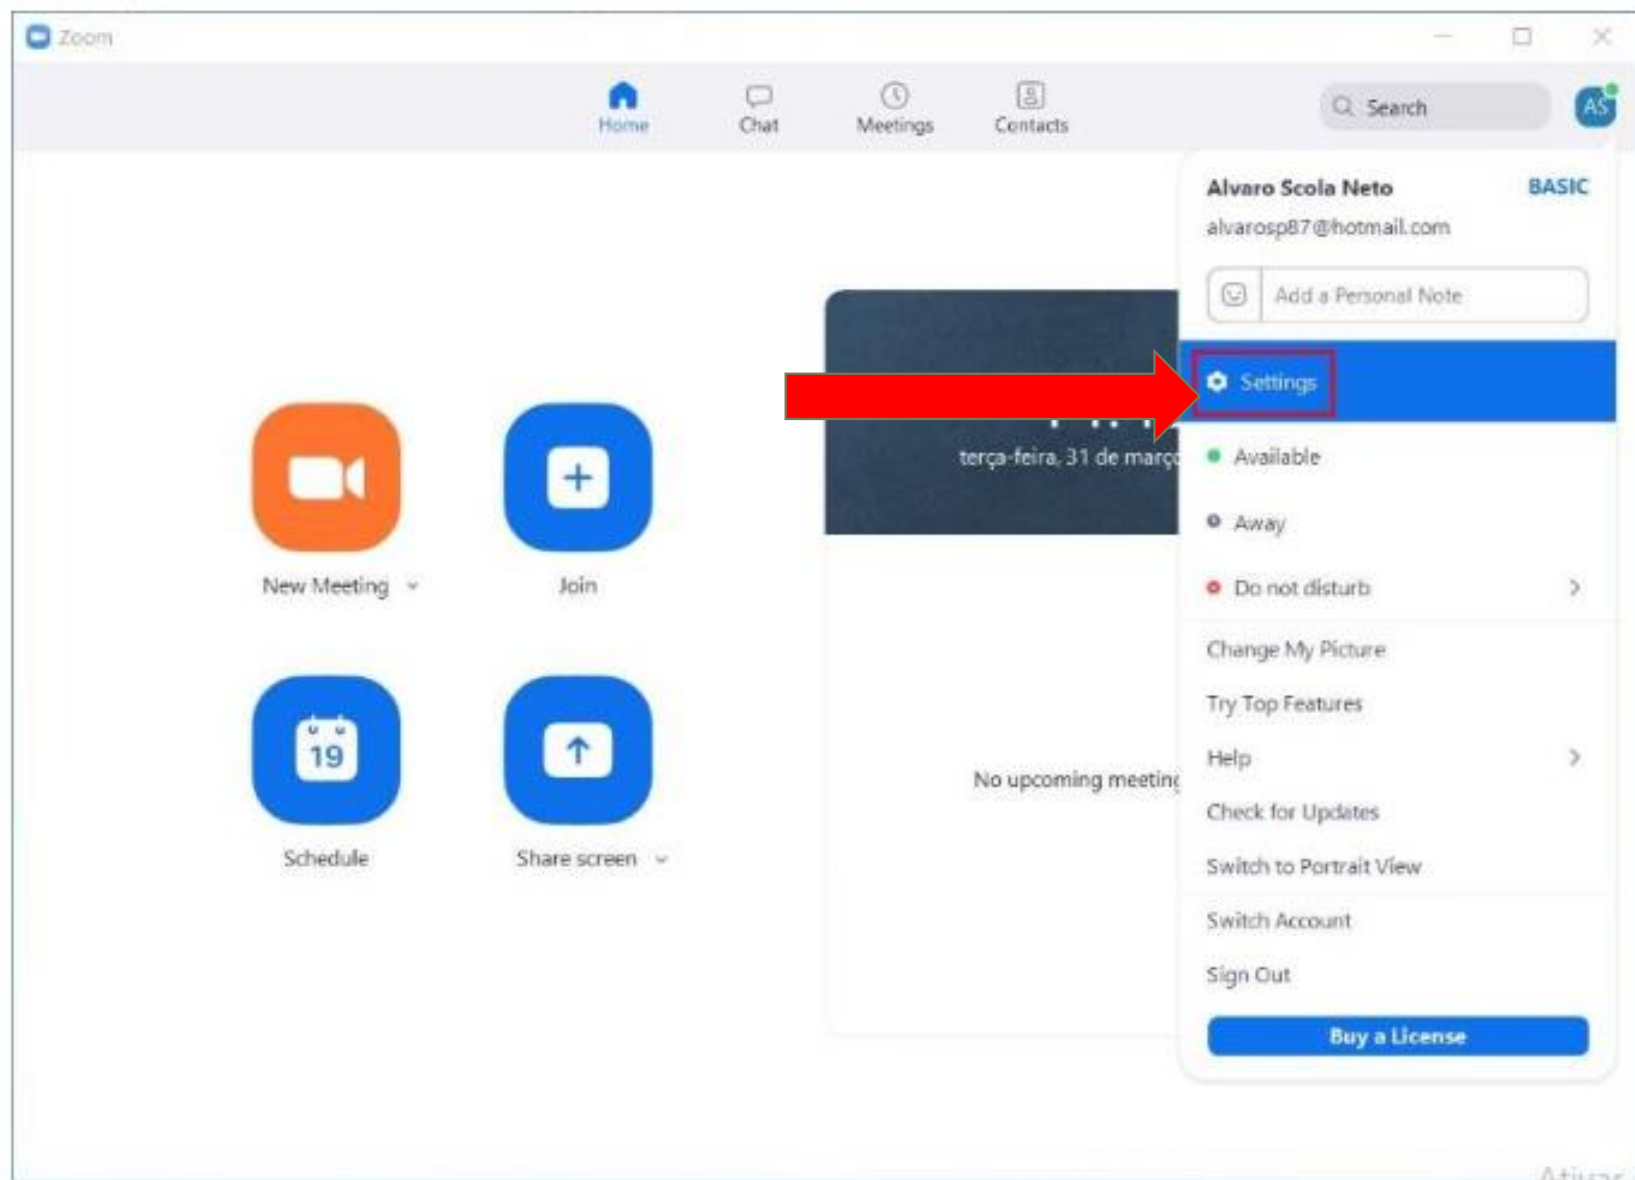 Zoom
Home
Chat
Meetings
Contacts
Search
AS
Alvaro Scola Neto
BASIC
alvarosp87@hotmail.com
Add a Personal Note
Settings
terça-feira, 31 de março
Available
Away
Do not disturb
New Meeting
Join
Change My Picture
Try Top Features
19
Help
No upcoming meeting
Check for Updates
Schedule
Share screen
Switch to Portrait View
Switch Account
Sign Out
Buy a License